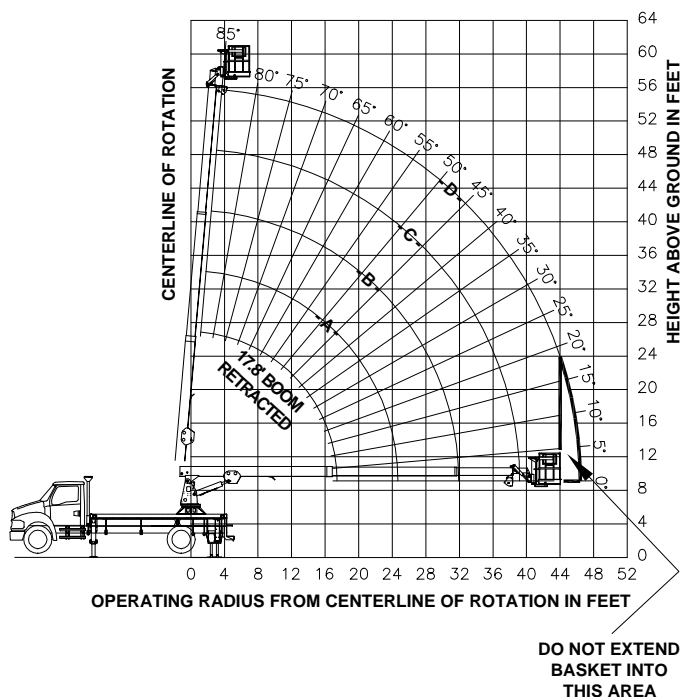 64
60
56
52
48
44
40
36
32
28
24
20
16
12
8
4
0
HEIGHT ABOVE GROUND IN FEET
CENTERLINE OF ROTATION
85°
80°
75°
70°
65°
60°
55°
50°
45°
40°
35°
30°
25°
20°
15°
10°
5°
0°
-D-
-C-
-B-
-A-
17.8' BOOM
RETRACTED
0 4 8 12 16 20 24 28 32 36 40 44 48 52
OPERATING RADIUS FROM CENTERLINE OF ROTATION IN FEET
DO NOT EXTEND
BASKET INTO
THIS AREA